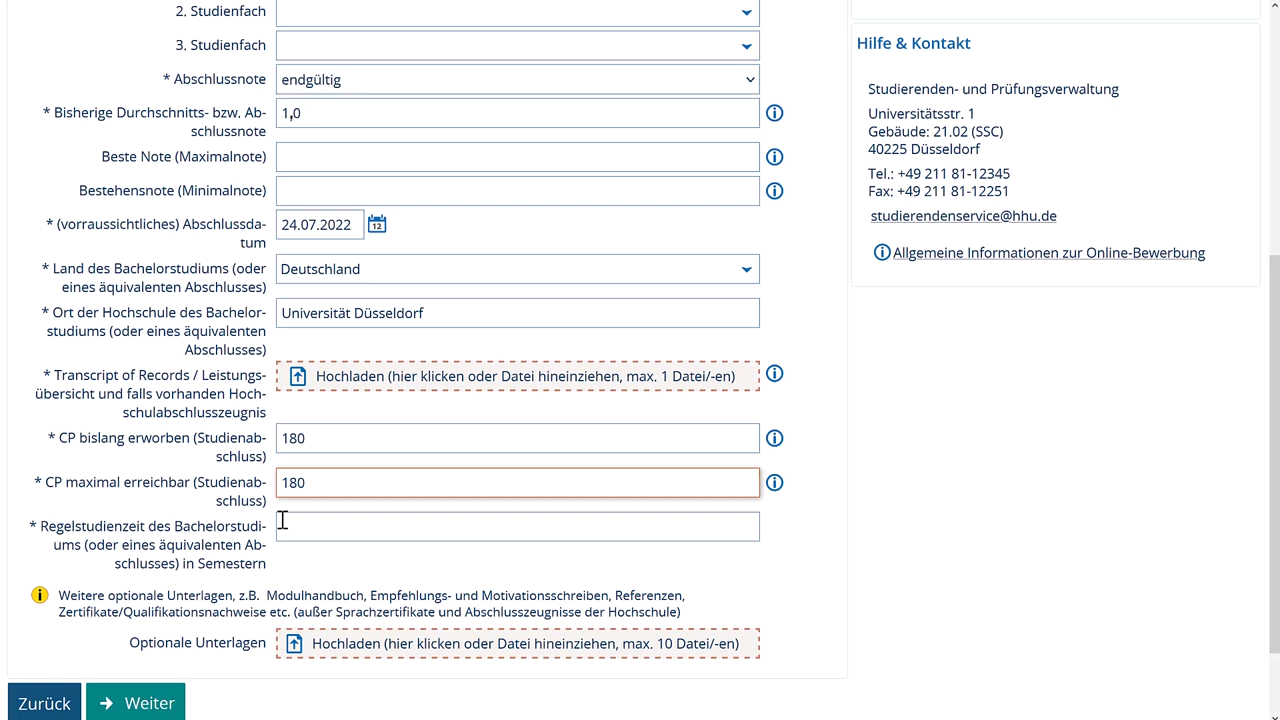 2. Studienfach
3. Studienfach
* Abschlussnote
endgültig
* Bisherige Durchschnitts- bzw. Ab-
schlussnote
1,0
Beste Note (Maximalnote)
Bestehensnote (Minimalnote)
* (vorraussichtliches) Abschlussda-
tum
24.07.2022
12
* Land des Bachelorstudiums (oder
eines äquivalenten Abschlusses)
Deutschland
* Ort der Hochschule des Bachelor-
studiums (oder eines äquivalenten
Abschlusses)
Universität Düsseldorf
* Transcript of Records / Leistungs-
übersicht und falls vorhanden Hoch-
schulabschlusszeugnis
Hochladen (hier klicken oder Datei hineinziehen, max. 1 Datei/-en)
* CP bislang erworben (Studienab-
schluss)
180
* CP maximal erreichbar (Studienab-
schluss)
180
* Regelstudienzeit des Bachelorstudi-
ums (oder eines äquivalenten Ab-
schlusses) in Semestern
Weitere optionale Unterlagen, z.B. Modulhandbuch, Empfehlungs- und Motivationsschreiben, Referenzen,
Zertifikate/Qualifikationsnachweise etc. (außer Sprachzertifikate und Abschlusszeugnisse der Hochschule)
Optionale Unterlagen
Hochladen (hier klicken oder Datei hineinziehen, max. 10 Datei/-en)
Zurück
Weiter
Hilfe & Kontakt
Studierenden- und Prüfungsverwaltung
Universitätsstr. 1
Gebäude: 21.02 (SSC)
40225 Düsseldorf
Tel.: +49 211 81-12345
Fax: +49 211 81-12251
studierendenservice@hhu.de
Allgemeine Informationen zur Online-Bewerbung